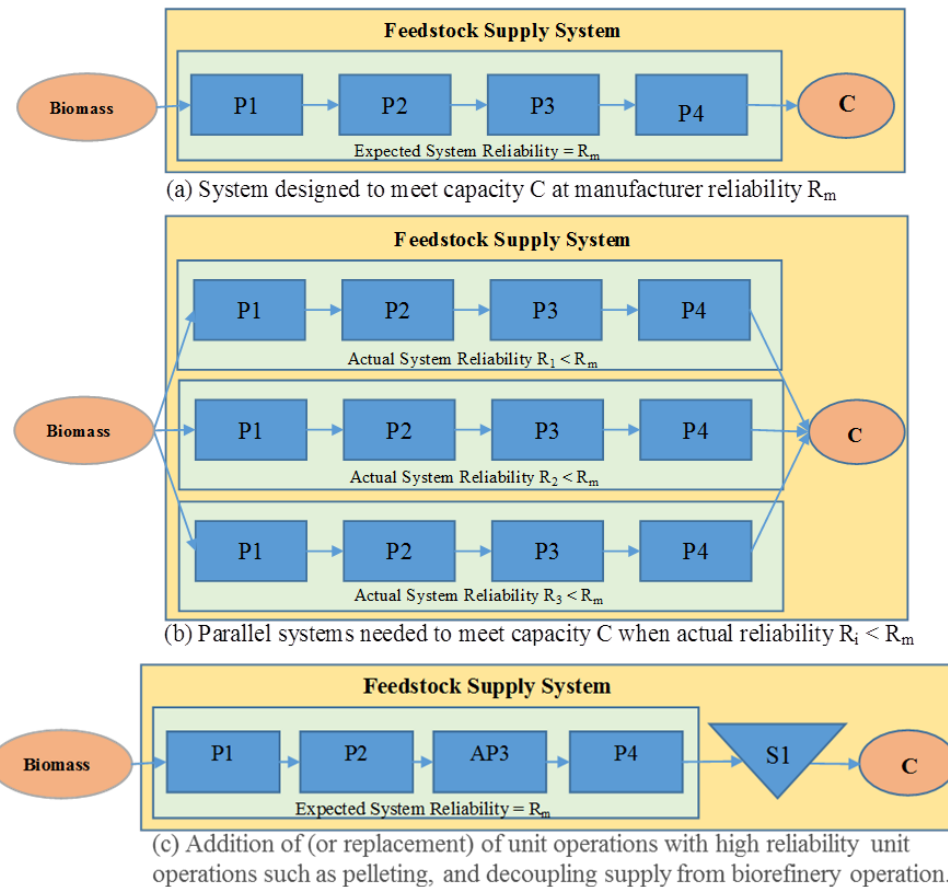 Feedstock Supply System
Biomass
P1
P2
P3
P4
C
Expected System Reliability = Rm
(a) System designed to meet capacity C at manufacturer reliability Rm
Feedstock Supply System
P1
P2
P3
P4
Actual System Reliability R1 < Rm
Biomass
P1
P2
P3
P4
C
Actual System Reliability R2 < Rm
P1
P2
P3
P4
Actual System Reliability R3 < Rm
(b) Parallel systems needed to meet capacity C when actual reliability Ri < Rm
Feedstock Supply System
Biomass
P1
P2
AP3
P4
S1
C
Expected System Reliability = Rm
(c) Addition of (or replacement) of unit operations with high reliability unit
operations such as pelleting, and decoupling supply from biorefinery operation.